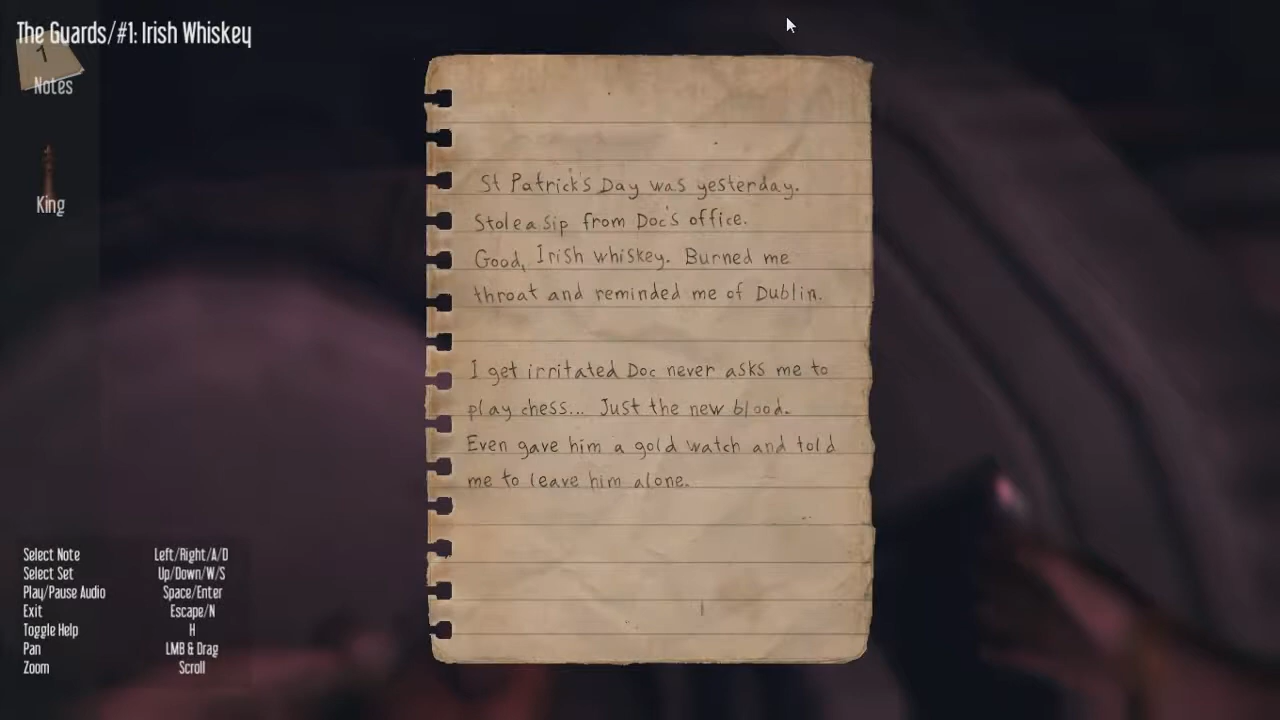 The Guards/#1: Irish Whiskey
1
Notes
King
St Patrick's Day was yesterday.
Stole a sip from Doc's office.
Good, Irish whiskey. Burned me
throat and reminded me of Dublin.
I get irritated Doc never asks me to
play chess... Just the new blood.
Even gave him a gold watch and told
me to leave him alone.
Select Note Left/Right/A/D
Select Set Up/Down/W/S
Play/Pause Audio Space/Enter
Exit Escape/N
Toggle Help H
Pan LMB & Drag
Zoom Scroll